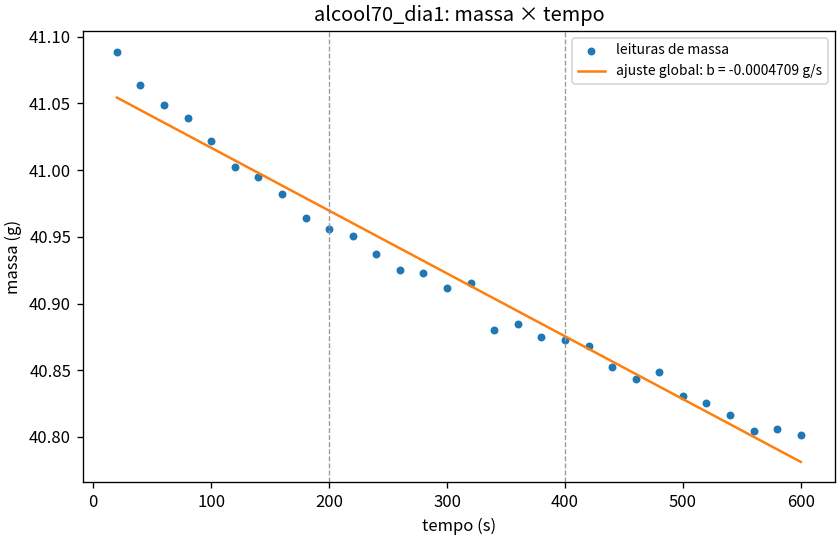 alcool70_dia1: massa × tempo
leituras de massa
ajuste global: b = -0.0004709 g/s
massa (g)
41.10
41.05
41.00
40.95
40.90
40.85
40.80
0 100 200 300 400 500 600
tempo (s)